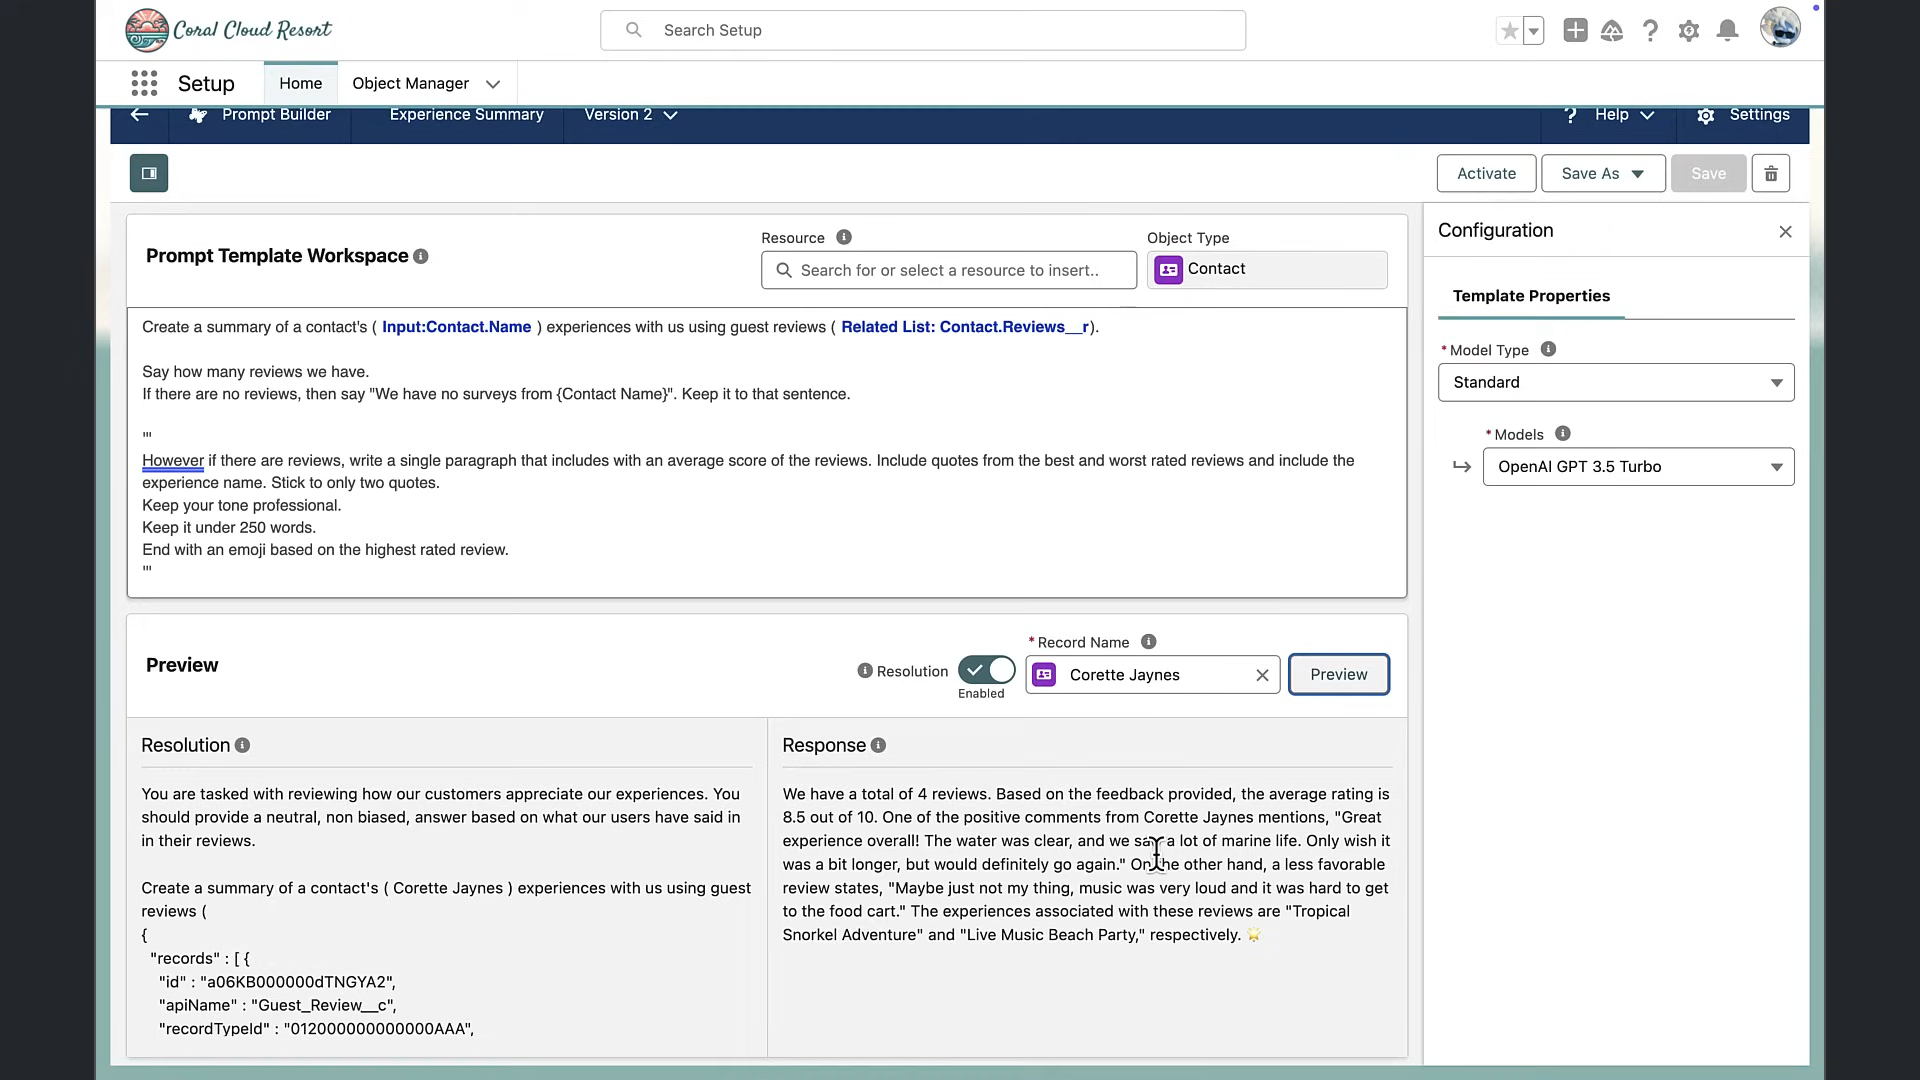 Coral Cloud Resort
Search Setup
Setup
Home
Object Manager
Prompt Builder
Experience Summary
Version 2
? Help
Settings
Activate
Save As
Save
Prompt Template Workspace
Resource
Search for or select a resource to insert..
Object Type
Contact
Create a summary of a contact's ( Input:Contact.Name ) experiences with us using guest reviews ( Related List: Contact.Reviews__r).
Say how many reviews we have.
If there are no reviews, then say "We have no surveys from {Contact Name}". Keep it to that sentence.
'''
However if there are reviews, write a single paragraph that includes with an average score of the reviews. Include quotes from the best and worst rated reviews and include the
experience name. Stick to only two quotes.
Keep your tone professional.
Keep it under 250 words.
End with an emoji based on the highest rated review.
'''
Configuration
Template Properties
* Model Type
Standard
* Models
OpenAI GPT 3.5 Turbo
Preview
Resolution
Enabled
* Record Name
Corette Jaynes
Preview
Resolution
You are tasked with reviewing how our customers appreciate our experiences. You
should provide a neutral, non biased, answer based on what our users have said in
in their reviews.
Create a summary of a contact's ( Corette Jaynes ) experiences with us using guest
reviews (
{
"records" : [ {
"id" : "a06KB000000dTNGYA2",
"apiName" : "Guest_Review__c",
"recordTypeId" : "012000000000000AAA",
Response
We have a total of 4 reviews. Based on the feedback provided, the average rating is
8.5 out of 10. One of the positive comments from Corette Jaynes mentions, "Great
experience overall! The water was clear, and we saw a lot of marine life. Only wish it
was a bit longer, but would definitely go again." On the other hand, a less favorable
review states, "Maybe just not my thing, music was very loud and it was hard to get
to the food cart." The experiences associated with these reviews are "Tropical
Snorkel Adventure" and "Live Music Beach Party," respectively. 🌟